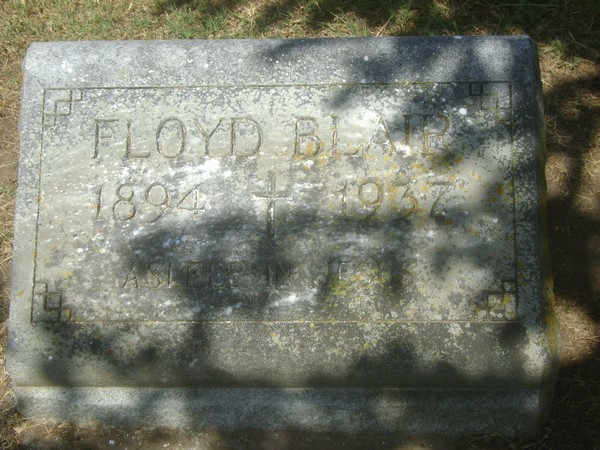 FLOYD BLAIR
1894 1937
ASLEEP IN JESUS